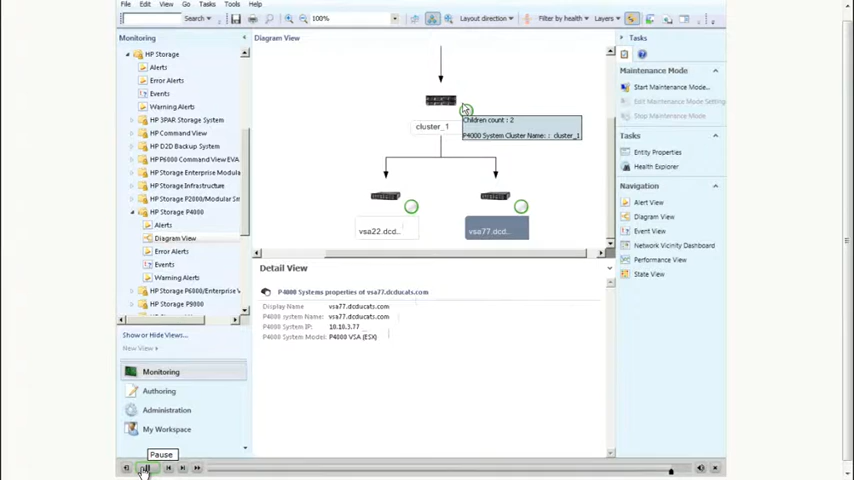 File Edit View Go Tasks Tools Help
Search 100% Layout direction Filter by health Layers
Monitoring
HP Storage
Alerts
Error Alerts
Events
Warning Alerts
HP 3PAR Storage System
HP Command View
HP D2D Backup System
HP P6000 Command View EVA
HP Storage Enterprise Modula
HP Storage Infrastructure
HP Storage P2000/Modular Sm
HP Storage P4000
Alerts
Diagram View
Error Alerts
Events
Warning Alerts
HP Storage P6000/Enterprise V
HP Storage P9000
Show or Hide Views...
New View
Monitoring
Authoring
Administration
My Workspace
Pause
Diagram View
Children count : 2
P4000 System Cluster Name: : cluster_1
cluster_1
vsa22.dcd..
vsa77.dcd..
Detail View
P4000 Systems properties of vsa77.dcducats.com
Display Name vsa77.dcducats.com
P4000 system Name: vsa77.dcducats.com
P4000 System IP: 10.10.3.77
P4000 System Model: P4000 VSA (ESX)
Tasks
Maintenance Mode
Start Maintenance Mode...
Edit Maintenance Mode Setting
Stop Maintenance Mode
Tasks
Entity Properties
Health Explorer
Navigation
Alert View
Diagram View
Event View
Network Vicinity Dashboard
Performance View
State View